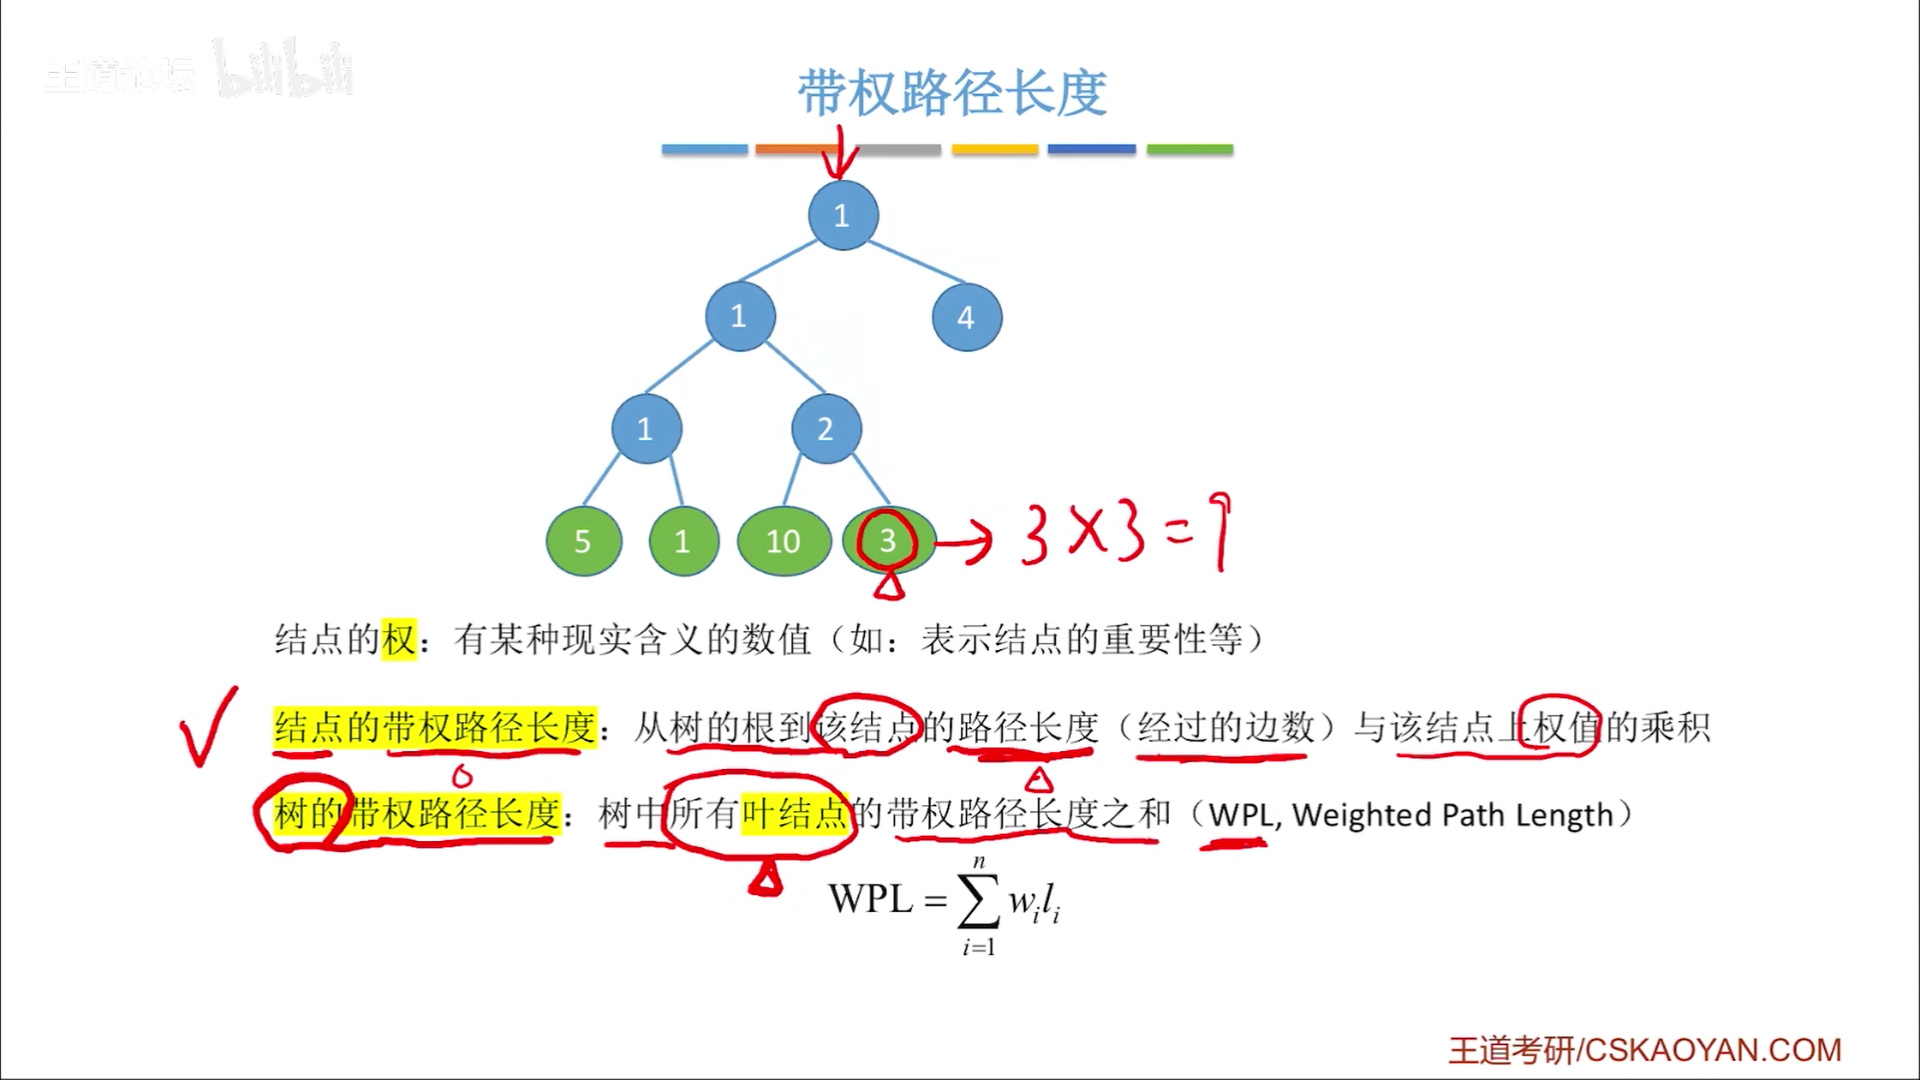 王道论坛 bilibili
带权路径长度
1
1 4
1 2
5 1 10 3 → 3×3=9
结点的权：有某种现实含义的数值（如：表示结点的重要性等）
结点的带权路径长度：从树的根到该结点的路径长度（经过的边数）与该结点上权值的乘积
树的带权路径长度：树中所有叶结点的带权路径长度之和（WPL, Weighted Path Length）
WPL = \sum_{i=1}^{n} w_i l_i
王道考研/CSKAOYAN.COM